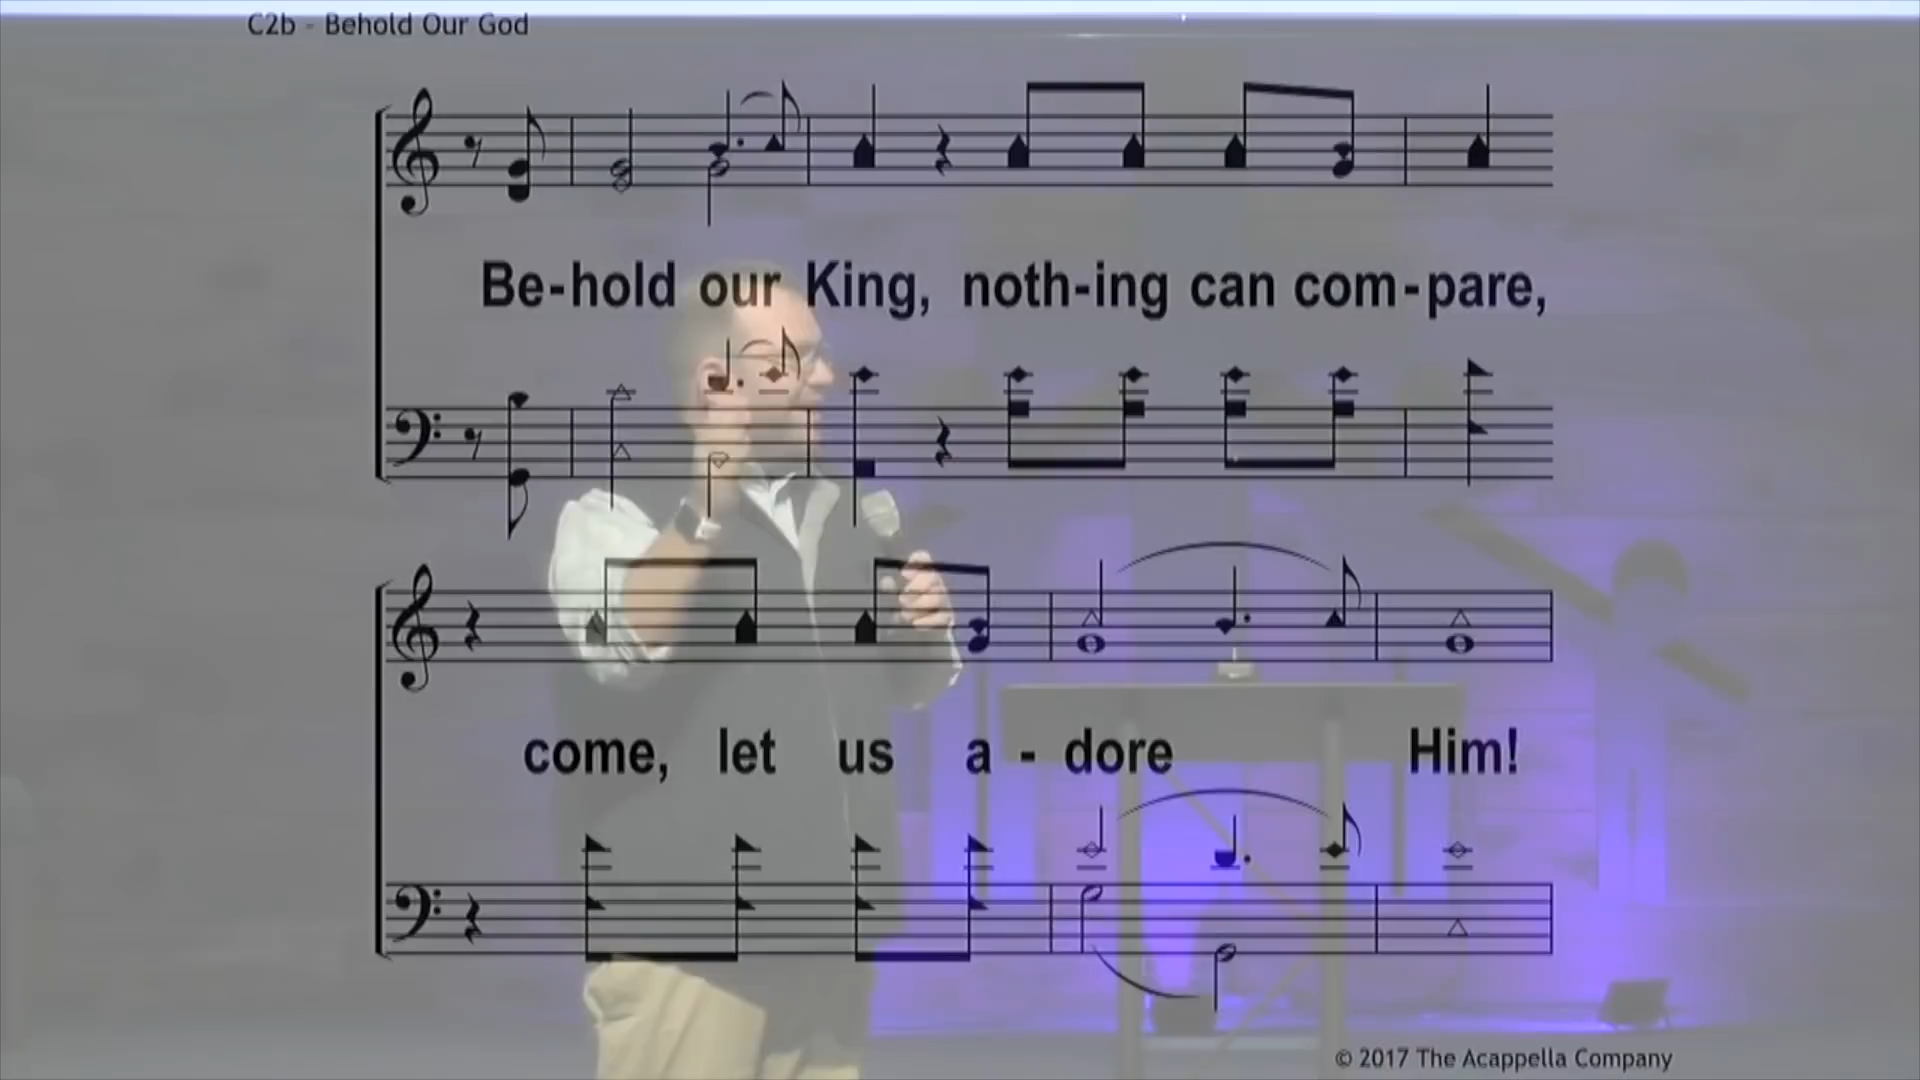 C2b - Behold Our God
Be-hold our King, noth-ing can com-pare,
come, let us a - dore Him!
© 2017 The Acappella Company